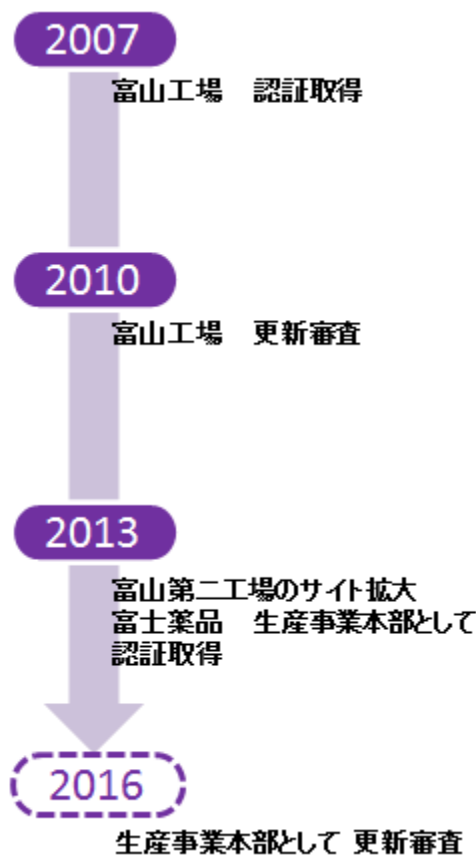 2007
富山工場　認証取得
2010
富山工場　更新審査
2013
富山第二工場のサイト拡大
富士薬品　生産事業本部として
認証取得
2016
生産事業本部として 更新審査